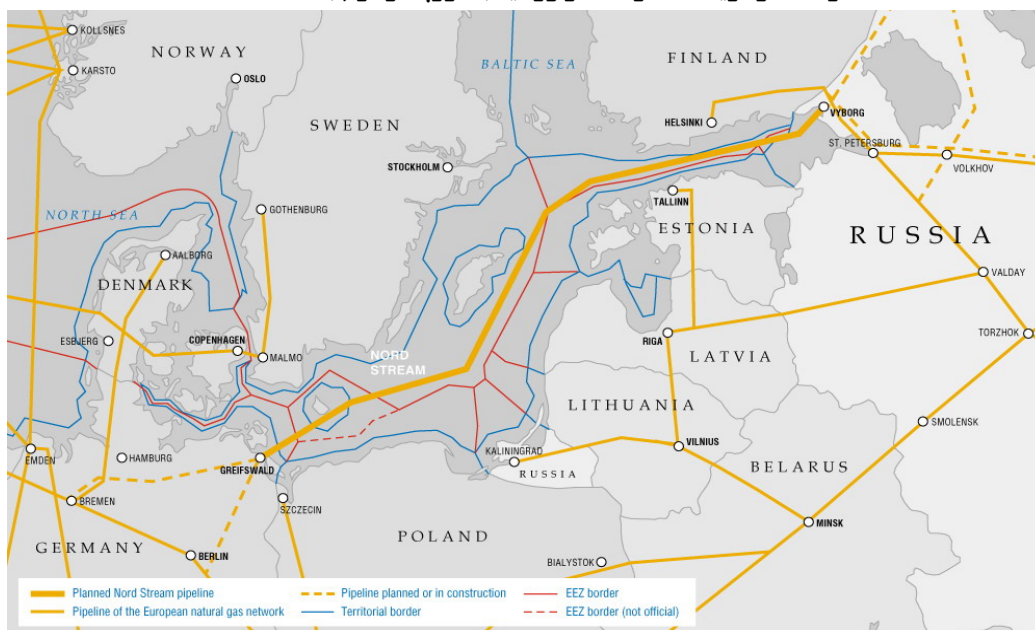 KOLLSNES
NORWAY
FINLAND
BALTIC SEA
KARSTO
OSLO
VYBORG
HELSINKI
SWEDEN
ST. PETERSBURG
VOLKHOV
STOCKHOLM
TALLINN
NORTH SEA
GOTHENBURG
ESTONIA
RUSSIA
AALBORG
VALDAY
DENMARK
TORZHOK
ESBJERG
COPENHAGEN
RIGA
MALMO
NORD
STREAM
LATVIA
LITHUANIA
SMOLENSK
VILNIUS
EMDEN
HAMBURG
GREIFSWALD
KALININGRAD
RUSSIA
BELARUS
BREMEN
SZCZECIN
MINSK
POLAND
GERMANY
BERLIN
BIALYSTOK
Planned Nord Stream pipeline
Pipeline planned or in construction
EEZ border
Pipeline of the European natural gas network
Territorial border
EEZ border (not official)